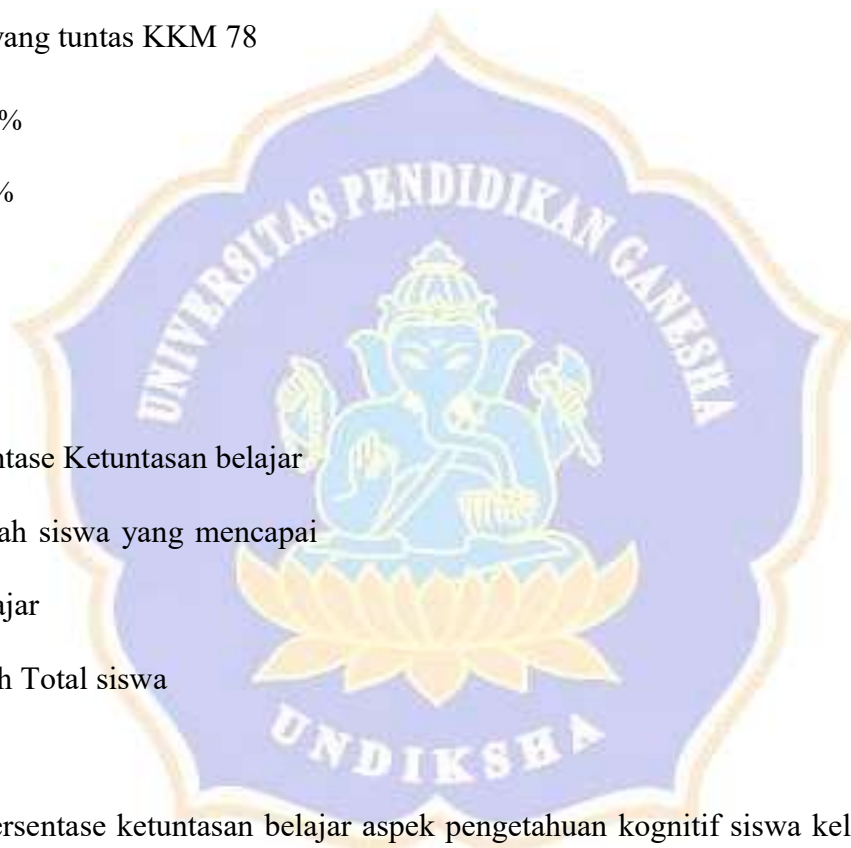 yang tuntas KKM 78
%
%
UNIVERSITAS PENDIDIKAN GANESHA
ntase Ketuntasan belajar
ah siswa yang mencapai
ajar
h Total siswa
UNDIKSHA
ersentase ketuntasan belajar aspek pengetahuan kognitif siswa kel